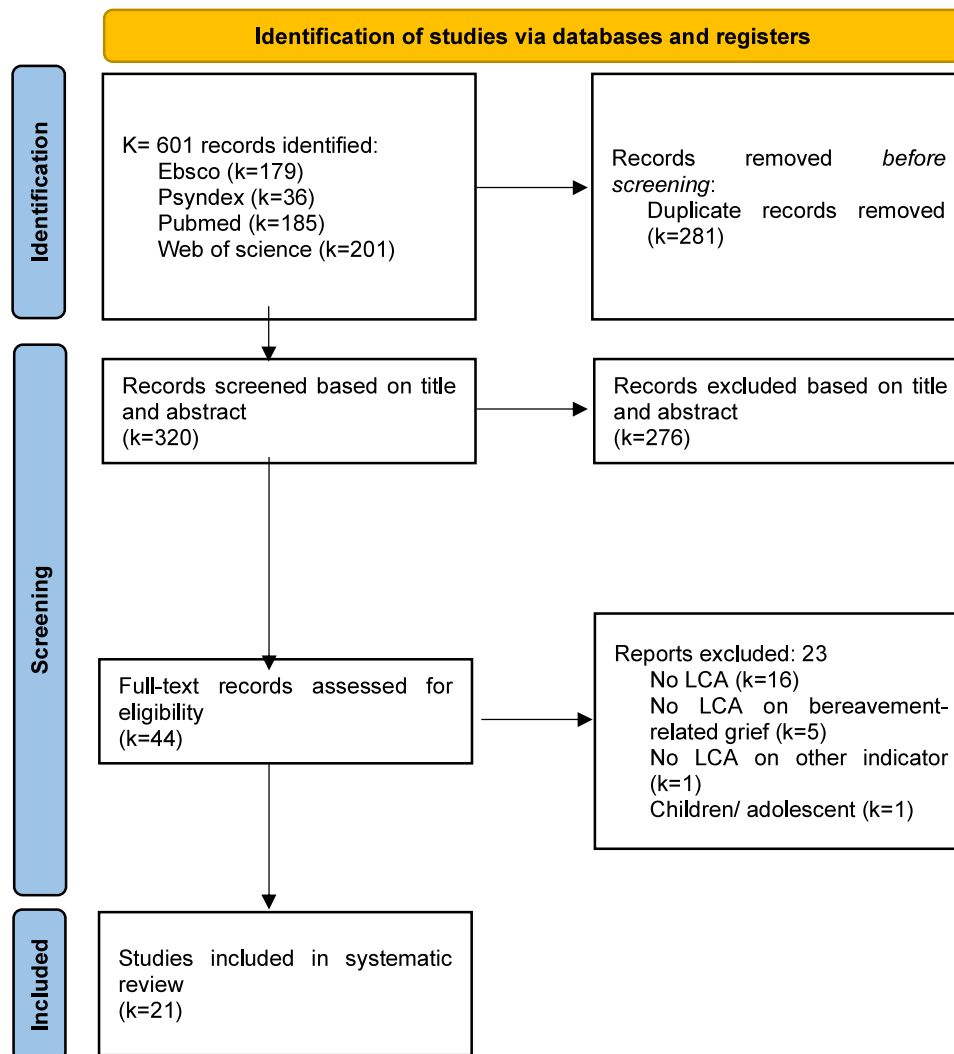 Identification of studies via databases and registers
Identification
K= 601 records identified:
Ebsco (k=179)
Psyndex (k=36)
Pubmed (k=185)
Web of science (k=201)
Records removed before
screening:
Duplicate records removed
(k=281)
Screening
Records screened based on title
and abstract
(k=320)
Records excluded based on title
and abstract
(k=276)
Full-text records assessed for
eligibility
(k=44)
Reports excluded: 23
No LCA (k=16)
No LCA on bereavement-
related grief (k=5)
No LCA on other indicator
(k=1)
Children/ adolescent (k=1)
Included
Studies included in systematic
review
(k=21)